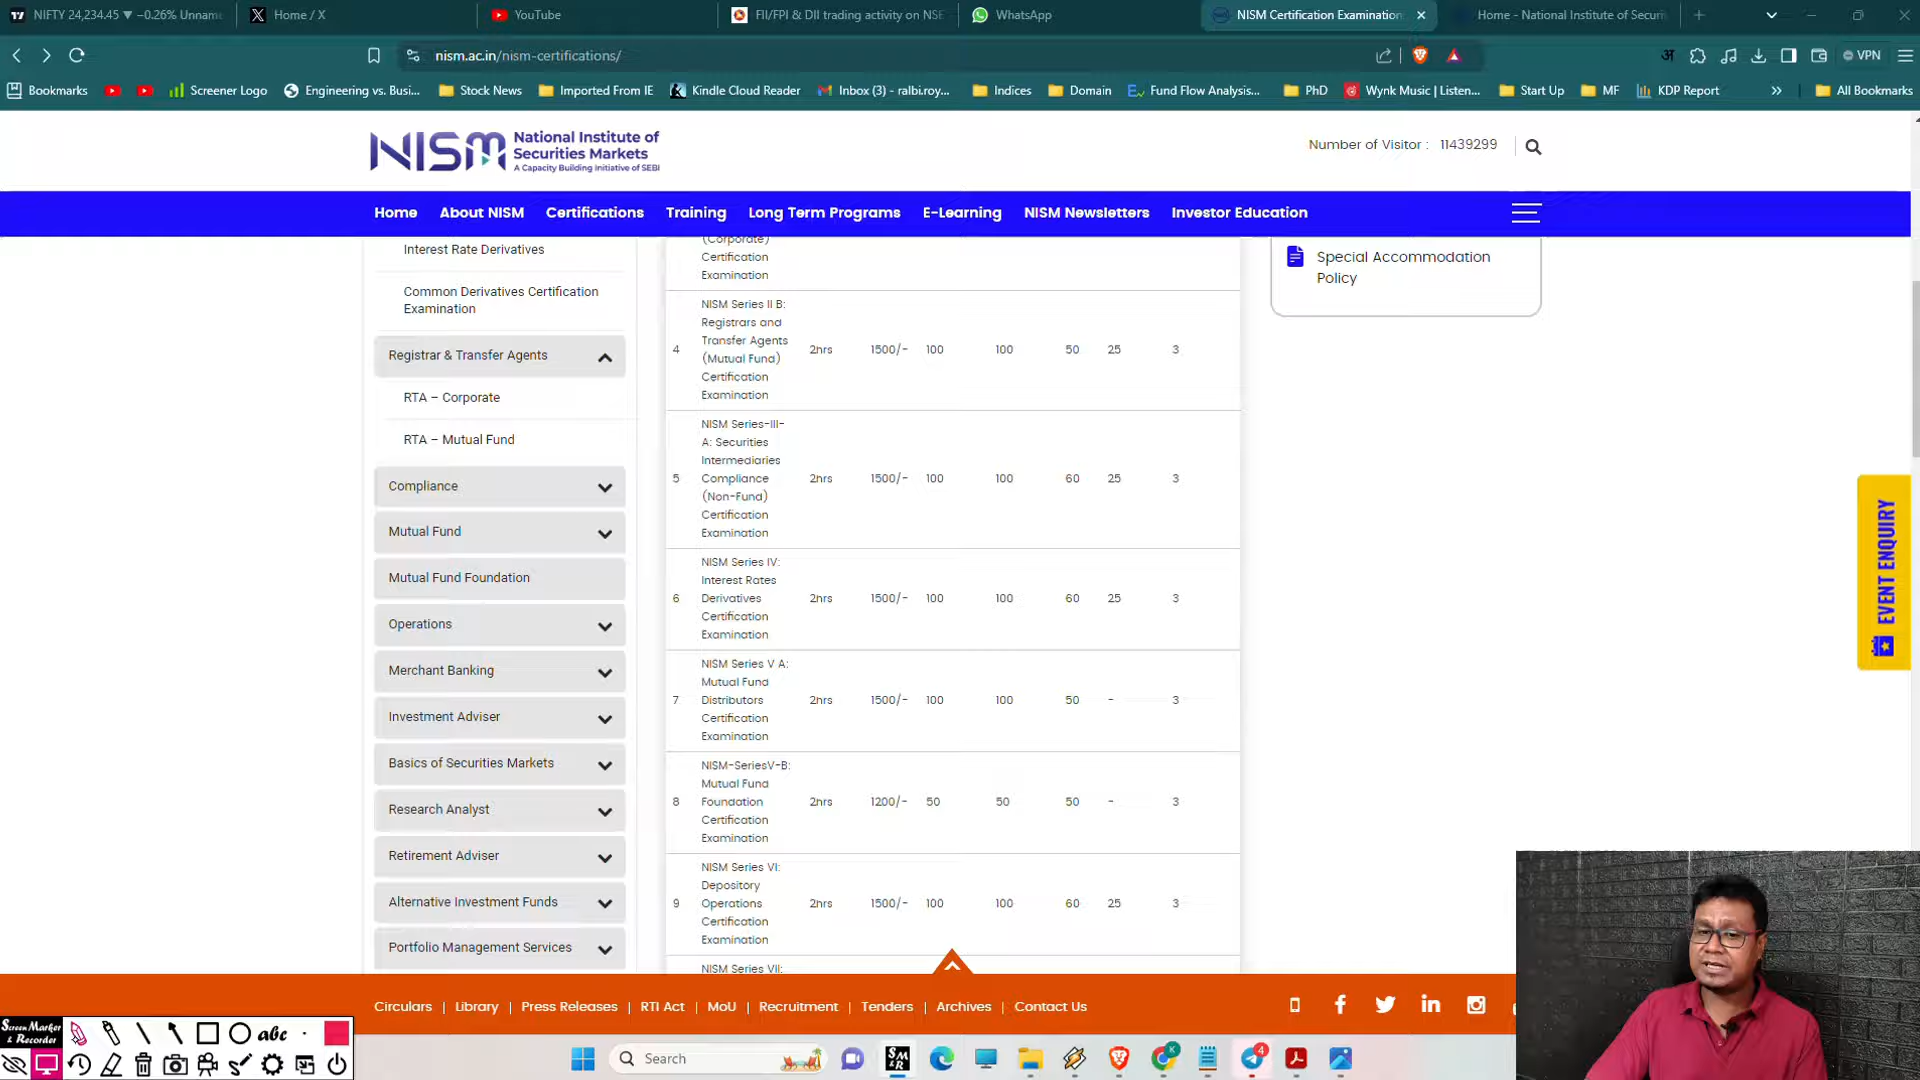 NIFTY 24,234.45 ▼ −0.26% Unnam
Home / X
YouTube
FII/FPI & DII trading activity on NSE
WhatsApp
NISM Certification Examination
Home - National Institute of Securi
nism.ac.in/nism-certifications/
VPN
Bookmarks
Screener Logo
Engineering vs. Busi...
Stock News
Imported From IE
Kindle Cloud Reader
Inbox (3) - ralbi.roy...
Indices
Domain
Fund Flow Analysis...
PhD
Wynk Music | Listen...
Start Up
MF
KDP Report
All Bookmarks
NISM
National Institute of
Securities Markets
A Capacity Building Initiative of SEBI
Number of Visitor : 11439299
Home
About NISM
Certifications
Training
Long Term Programs
E-Learning
NISM Newsletters
Investor Education
Interest Rate Derivatives
Common Derivatives Certification
Examination
Registrar & Transfer Agents
RTA – Corporate
RTA – Mutual Fund
Compliance
Mutual Fund
Mutual Fund Foundation
Operations
Merchant Banking
Investment Adviser
Basics of Securities Markets
Research Analyst
Retirement Adviser
Alternative Investment Funds
Portfolio Management Services
(Corporate)
Certification
Examination
NISM Series II B:
Registrars and
Transfer Agents
4 (Mutual Fund) 2hrs 1500/- 100 100 50 25 3
Certification
Examination
NISM Series-III-
A: Securities
Intermediaries
5 Compliance 2hrs 1500/- 100 100 60 25 3
(Non-Fund)
Certification
Examination
NISM Series IV:
Interest Rates
6 Derivatives 2hrs 1500/- 100 100 60 25 3
Certification
Examination
NISM Series V A:
Mutual Fund
7 Distributors 2hrs 1500/- 100 100 50 - 3
Certification
Examination
NISM-SeriesV-B:
Mutual Fund
8 Foundation 2hrs 1200/- 50 50 50 - 3
Certification
Examination
NISM Series VI:
Depository
9 Operations 2hrs 1500/- 100 100 60 25 3
Certification
Examination
NISM Series VII:
Special Accommodation
Policy
EVENT ENQUIRY
Circulars | Library | Press Releases | RTI Act | MoU | Recruitment | Tenders | Archives | Contact Us
Screen Marker
& Recorder
abc
Search
SMR
K
4